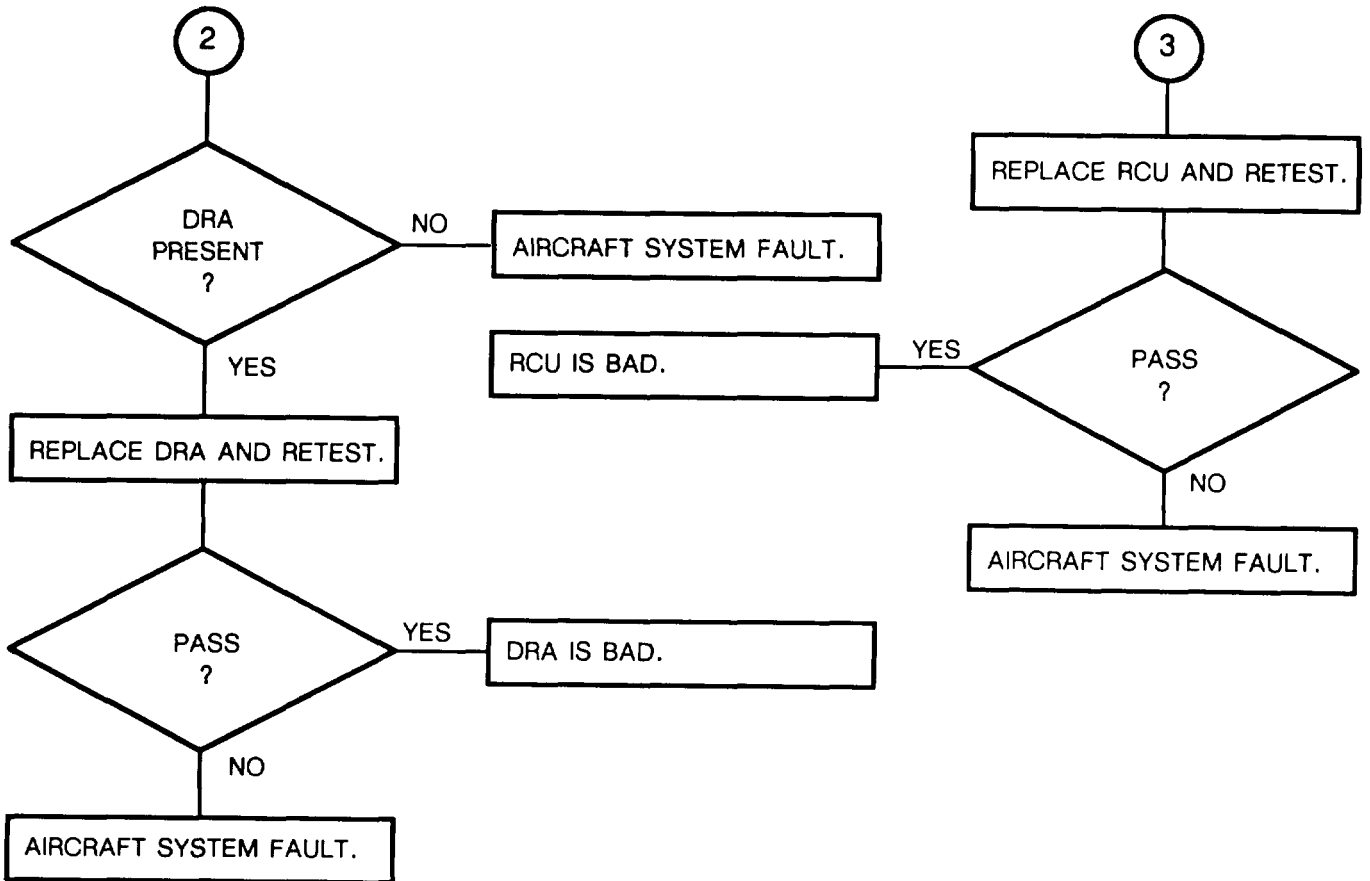 2
DRA
PRESENT
?
NO
AIRCRAFT SYSTEM FAULT.
YES
REPLACE DRA AND RETEST.
PASS
?
YES
DRA IS BAD.
NO
AIRCRAFT SYSTEM FAULT.
3
REPLACE RCU AND RETEST.
PASS
?
YES
RCU IS BAD.
NO
AIRCRAFT SYSTEM FAULT.